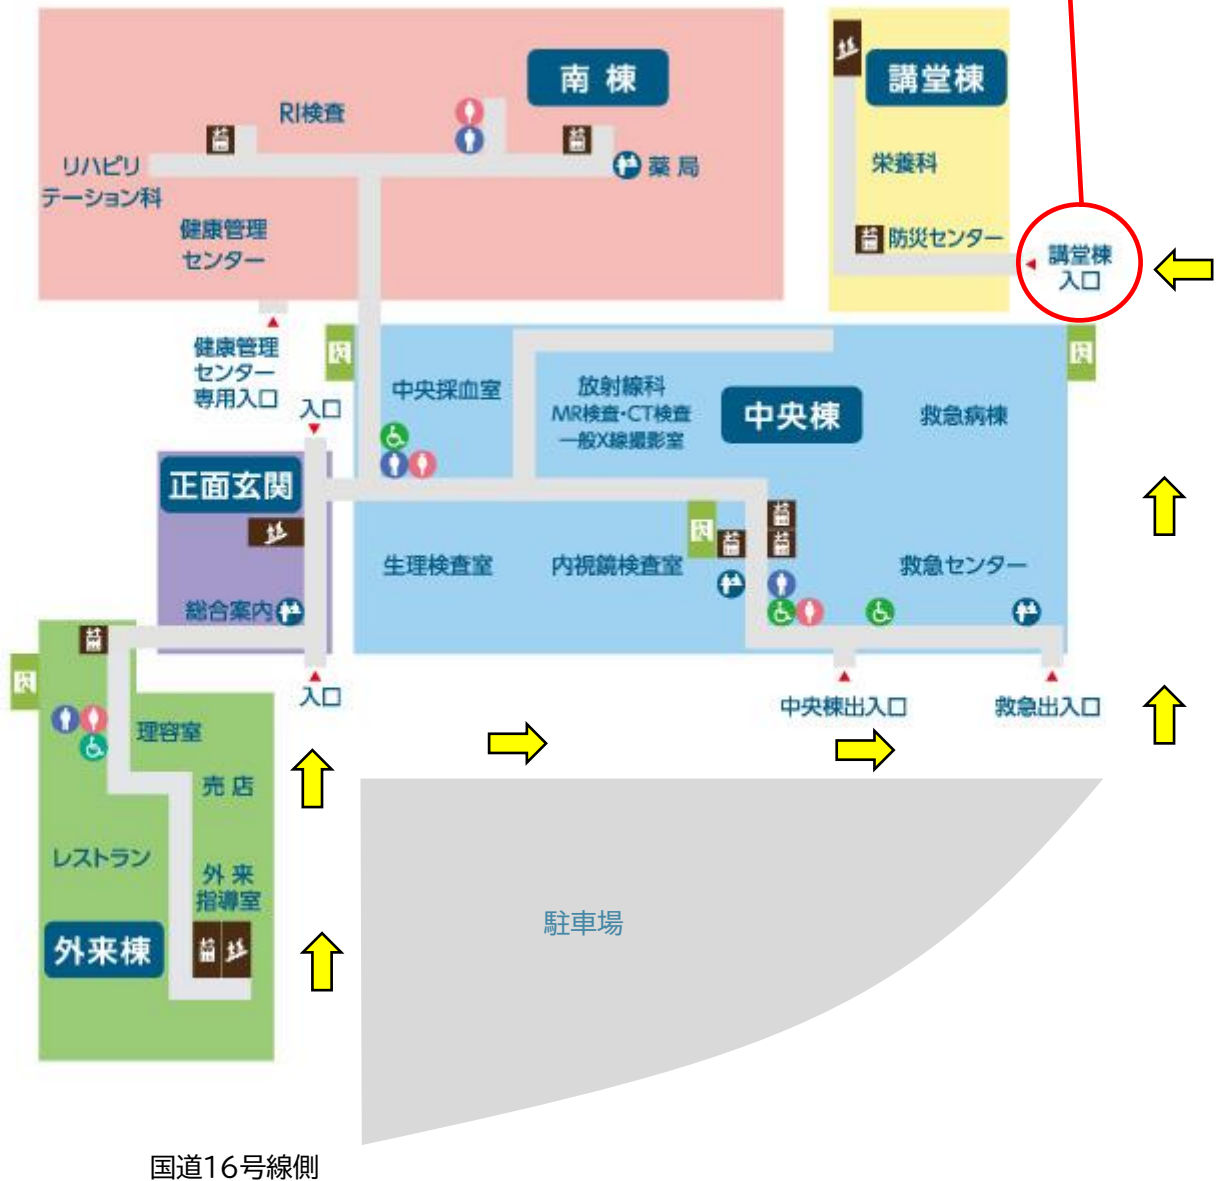 南 棟
RI検査
リハビリ
テーション科
薬 局
健康管理
センター
講堂棟
栄養科
防災センター
講堂棟
入口
健康管理
センター
専用入口
入口
中央採血室
放射線科
MR検査・CT検査
一般X線撮影室
中央棟
救急病棟
正面玄関
総合案内
生理検査室
内視鏡検査室
救急センター
入口
中央棟出入口
救急出入口
理容室
売 店
レストラン
外 来
指導室
外来棟
駐車場
国道16号線側